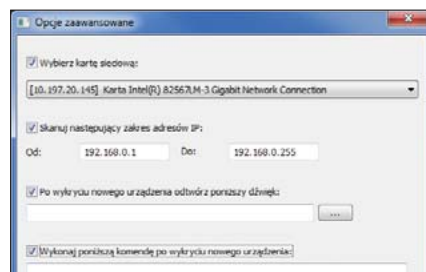 Opcje zaawansowane
Wybierz kartę sieciową:
[10.197.20.145] Karta Intel(R) 82567LM-3 Gigabit Network Connection
Skanuj następujący zakres adresów IP:
Od: 192.168.0.1 Do: 192.168.0.255
Po wykryciu nowego urządzenia odtwórz poniższy dźwięk:
...
Wykonaj poniższą komendę po wykryciu nowego urządzenia: